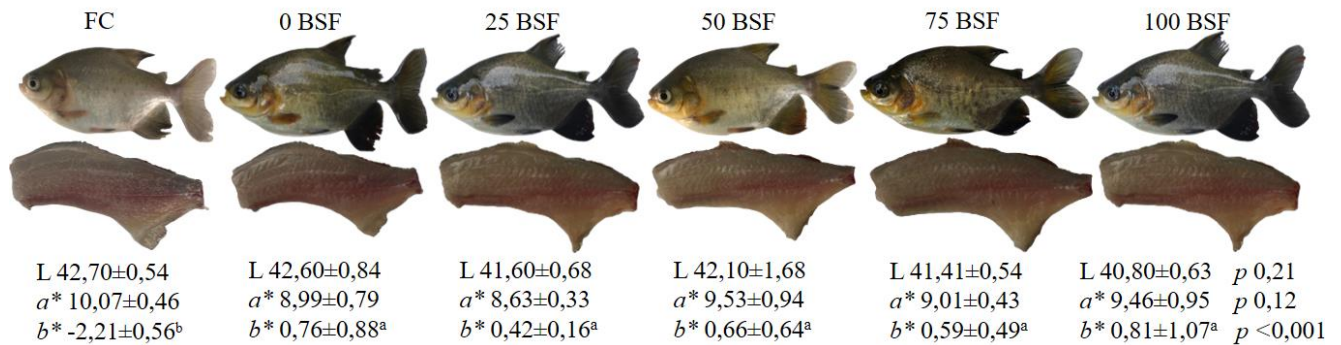 FC 0 BSF 25 BSF 50 BSF 75 BSF 100 BSF
L 42,70±0,54 L 42,60±0,84 L 41,60±0,68 L 42,10±1,68 L 41,41±0,54 L 40,80±0,63 p 0,21
a* 10,07±0,46 a* 8,99±0,79 a* 8,63±0,33 a* 9,53±0,94 a* 9,01±0,43 a* 9,46±0,95 p 0,12
b* -2,21±0,56ᵇ b* 0,76±0,88ᵃ b* 0,42±0,16ᵃ b* 0,66±0,64ᵃ b* 0,59±0,49ᵃ b* 0,81±1,07ᵃ p <0,001